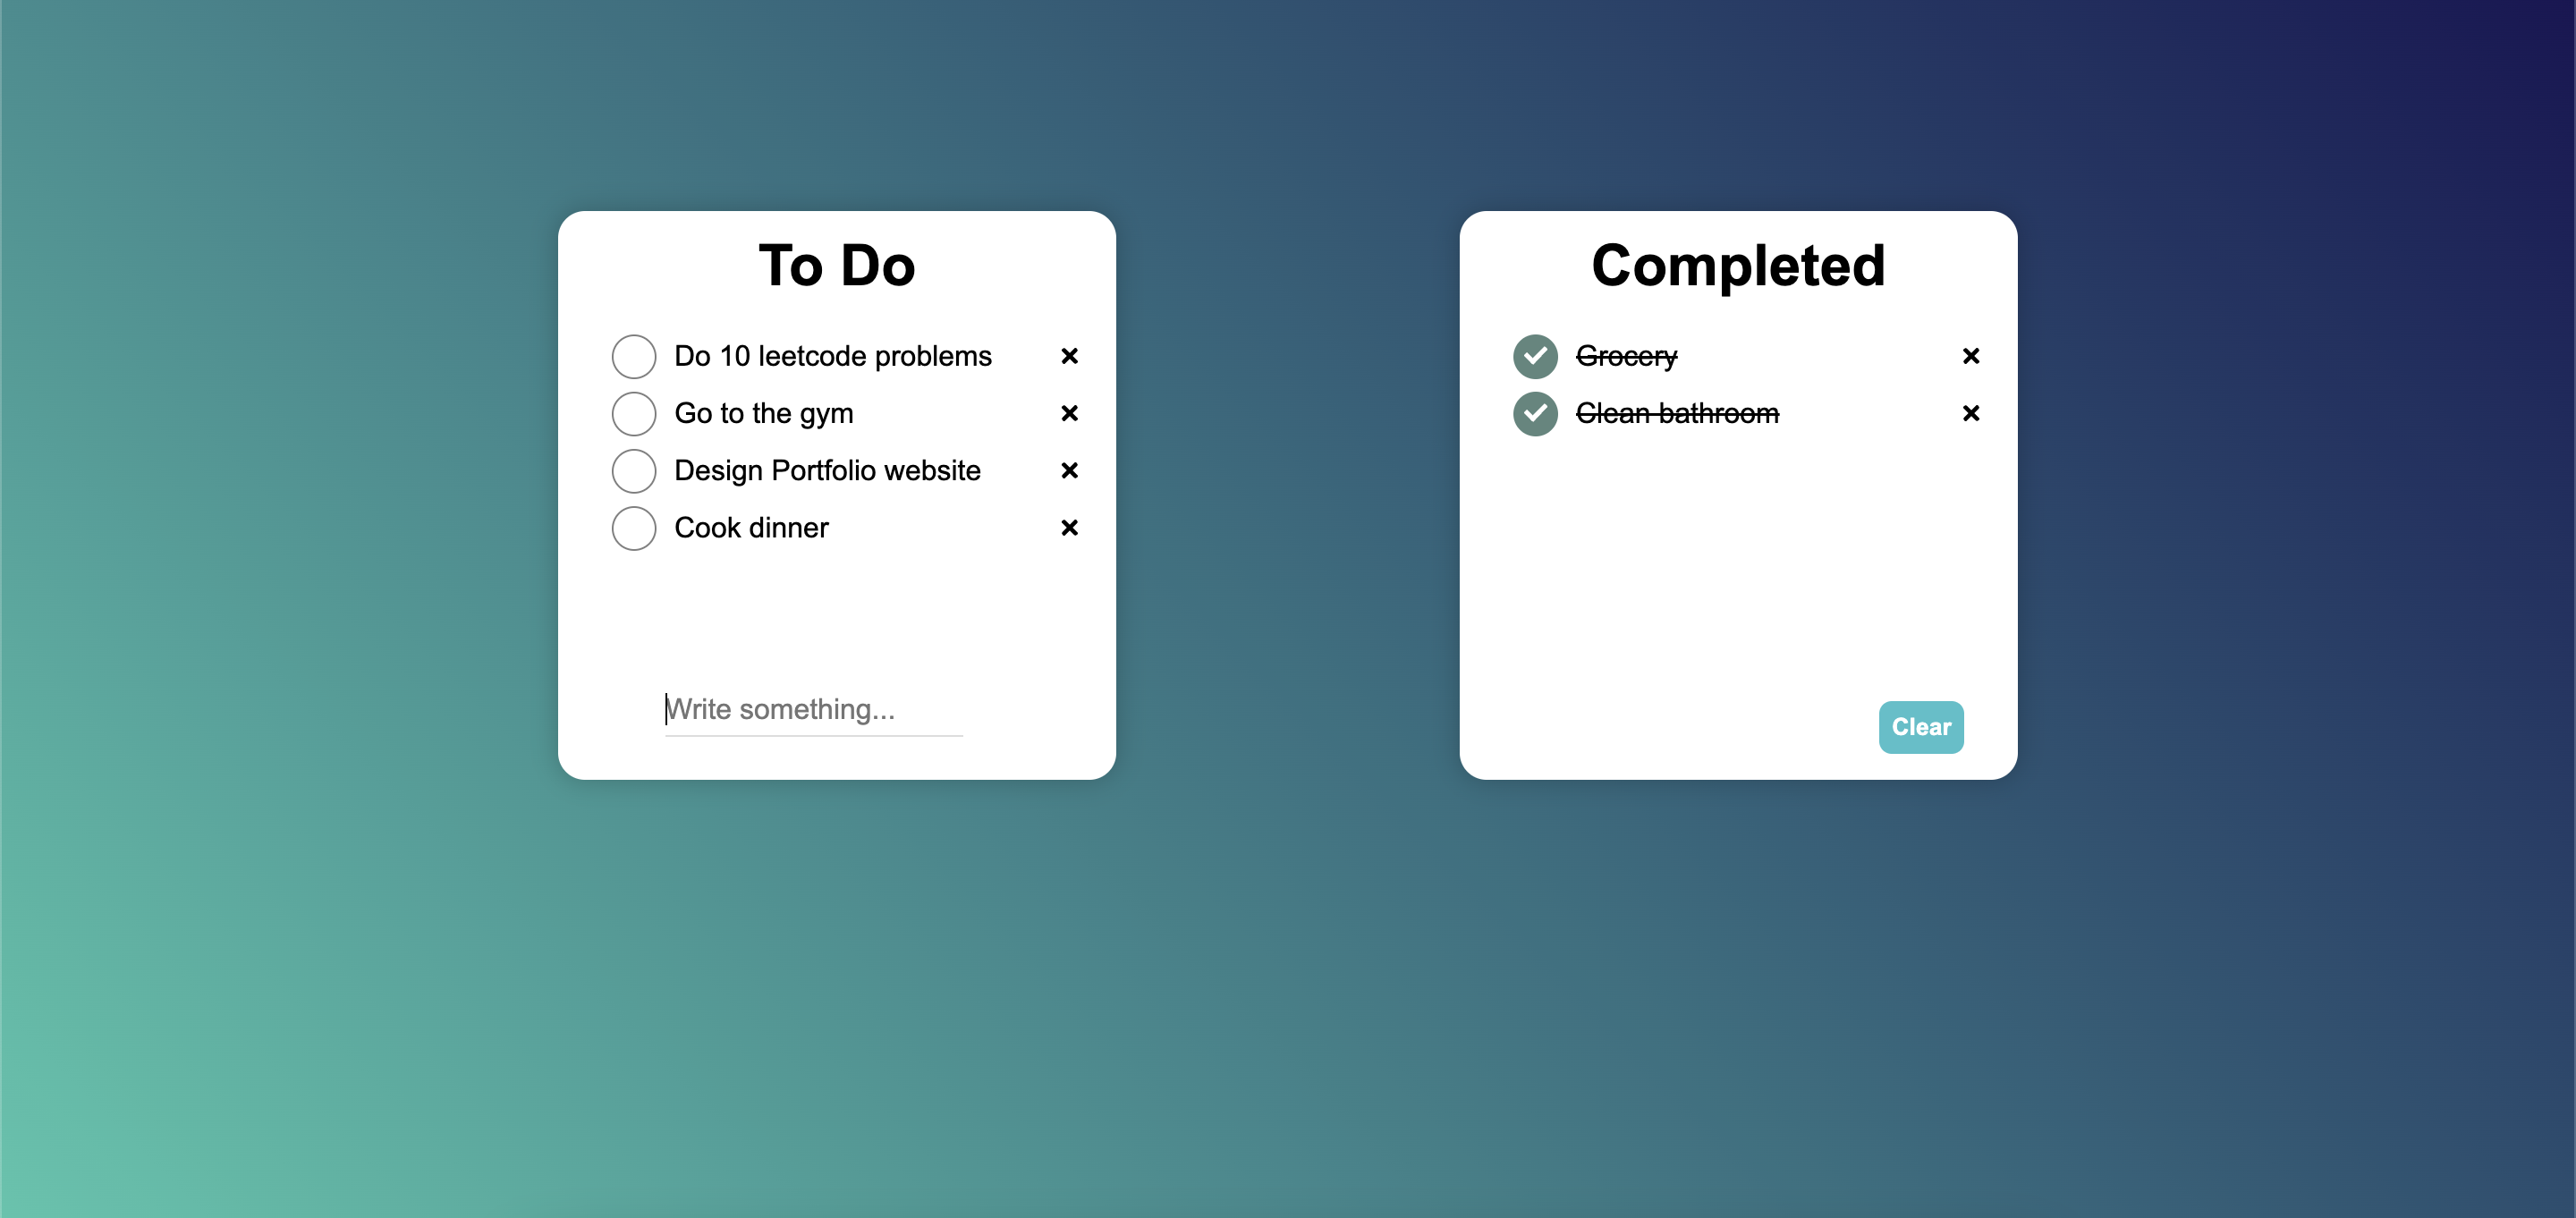 To Do
Do 10 leetcode problems
Go to the gym
Design Portfolio website
Cook dinner
Write something...
Completed
Grocery
Clean bathroom
Clear